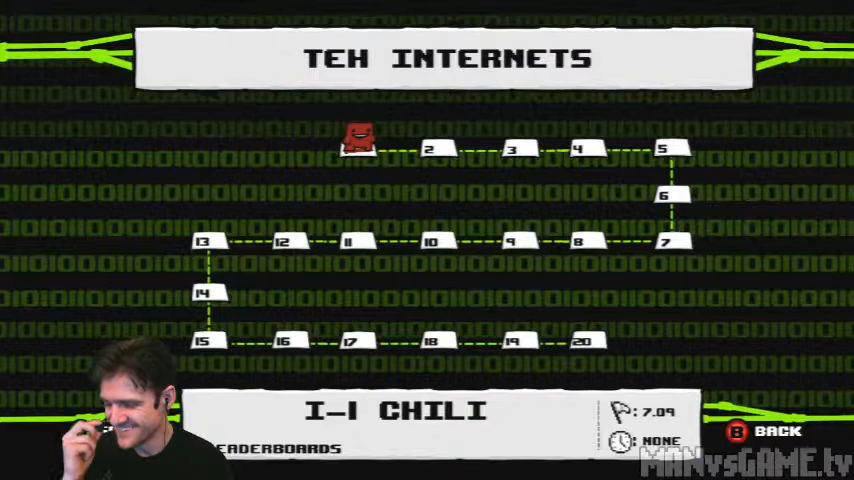 TEH INTERNETS
2 3 4 5
6
13 12 11 10 9 8 7
14
15 16 17 18 19 20
I-I CHILI
: 7.09
: NONE
EADERBOARDS
B BACK
MANvsGAME.tv